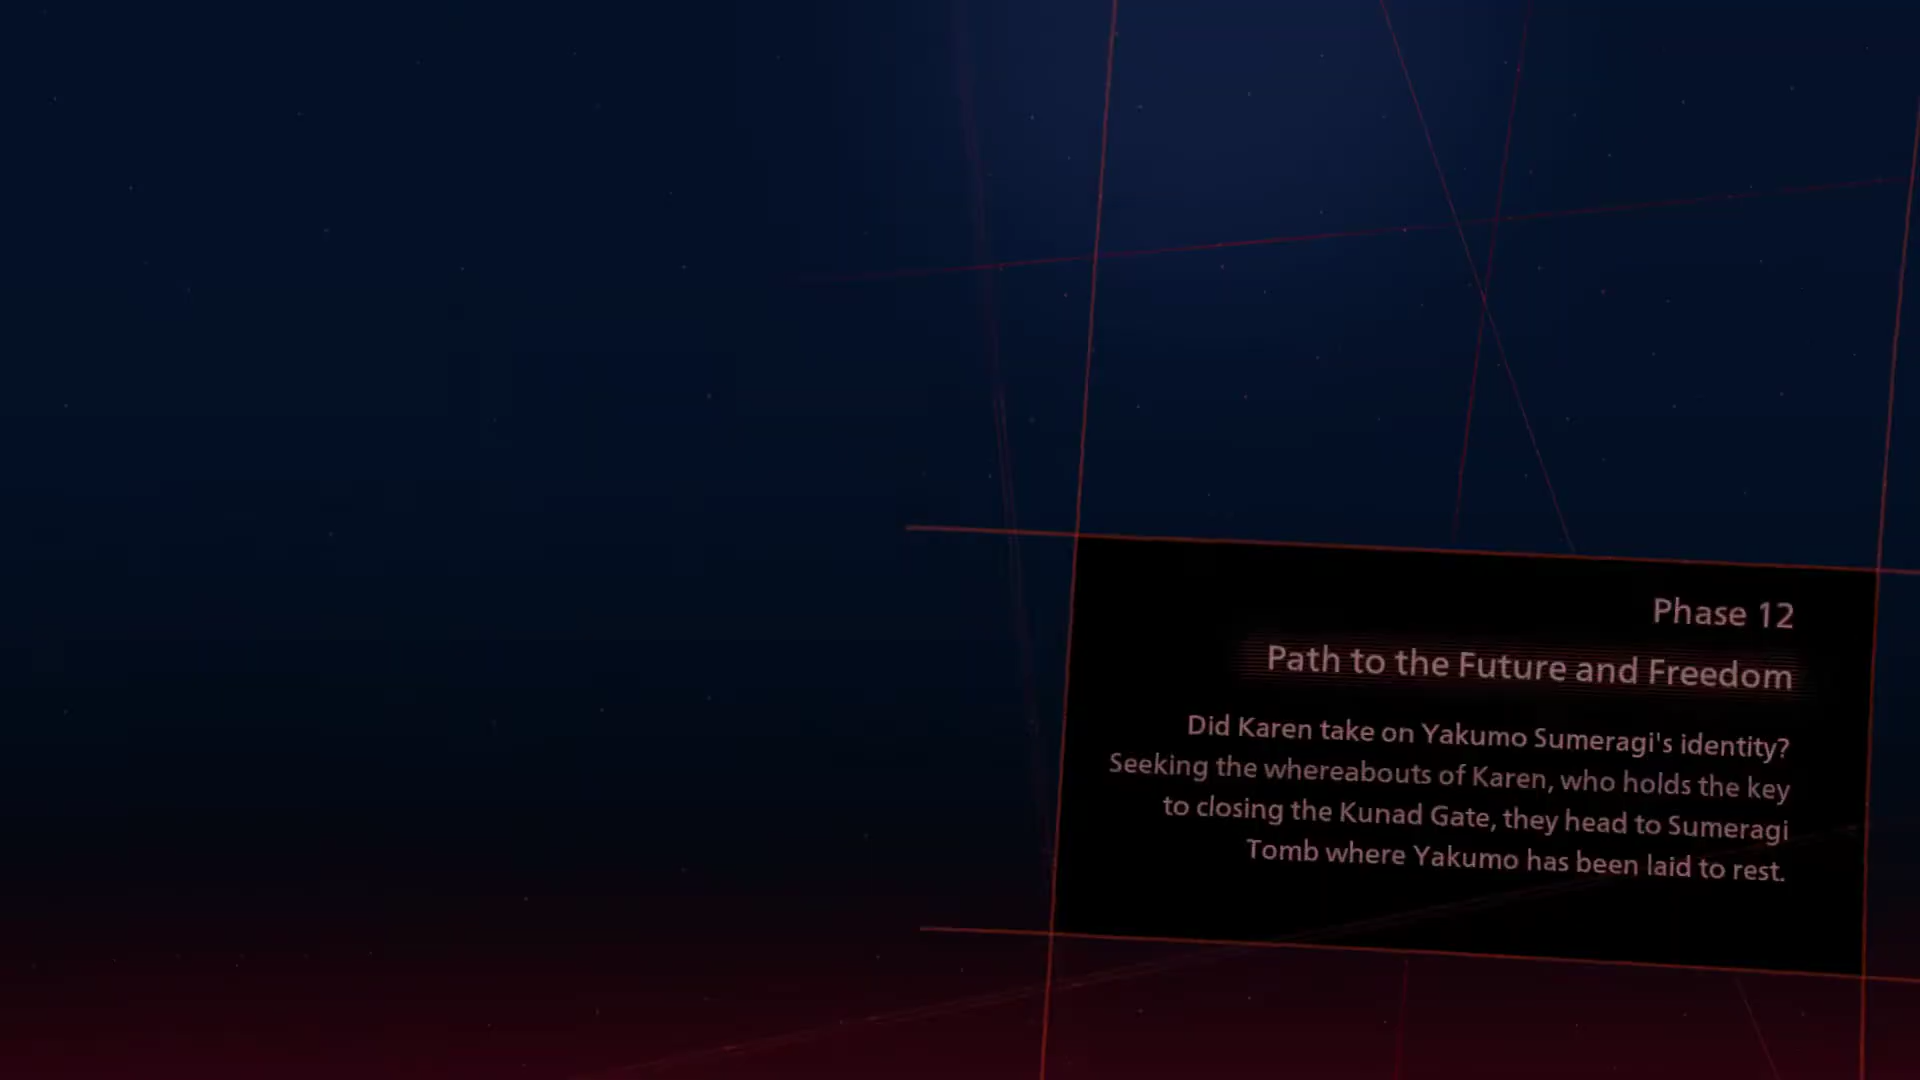 Phase 12
Path to the Future and Freedom
Did Karen take on Yakumo Sumeragi's identity?
Seeking the whereabouts of Karen, who holds the key
to closing the Kunad Gate, they head to Sumeragi
Tomb where Yakumo has been laid to rest.